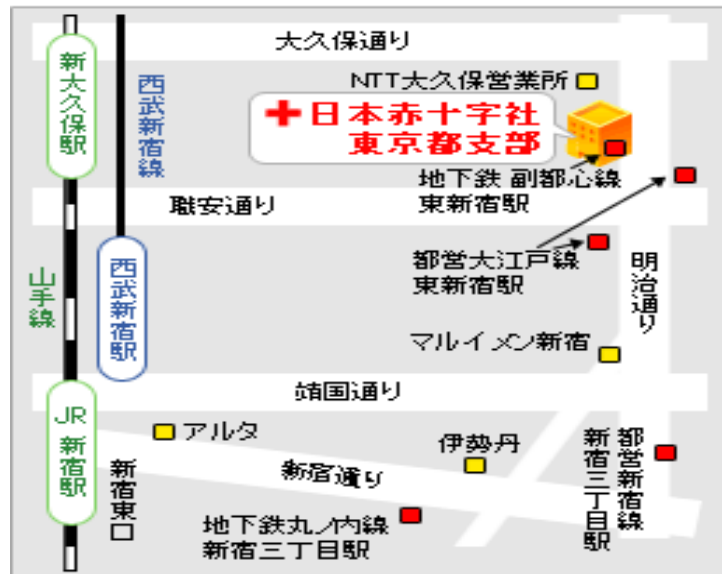 大久保通り
新大久保駅
西武新宿線
NTT大久保営業所
日本赤十字社
東京都支部
地下鉄 副都心線
東新宿駅
職安通り
山手線
西武新宿駅
都営大江戸線
東新宿駅
明治通り
マルイメン新宿
靖国通り
JR
新宿駅
アルタ
新宿東口
新宿通り
伊勢丹
都営新宿線
新宿三丁目駅
地下鉄丸ノ内線
新宿三丁目駅